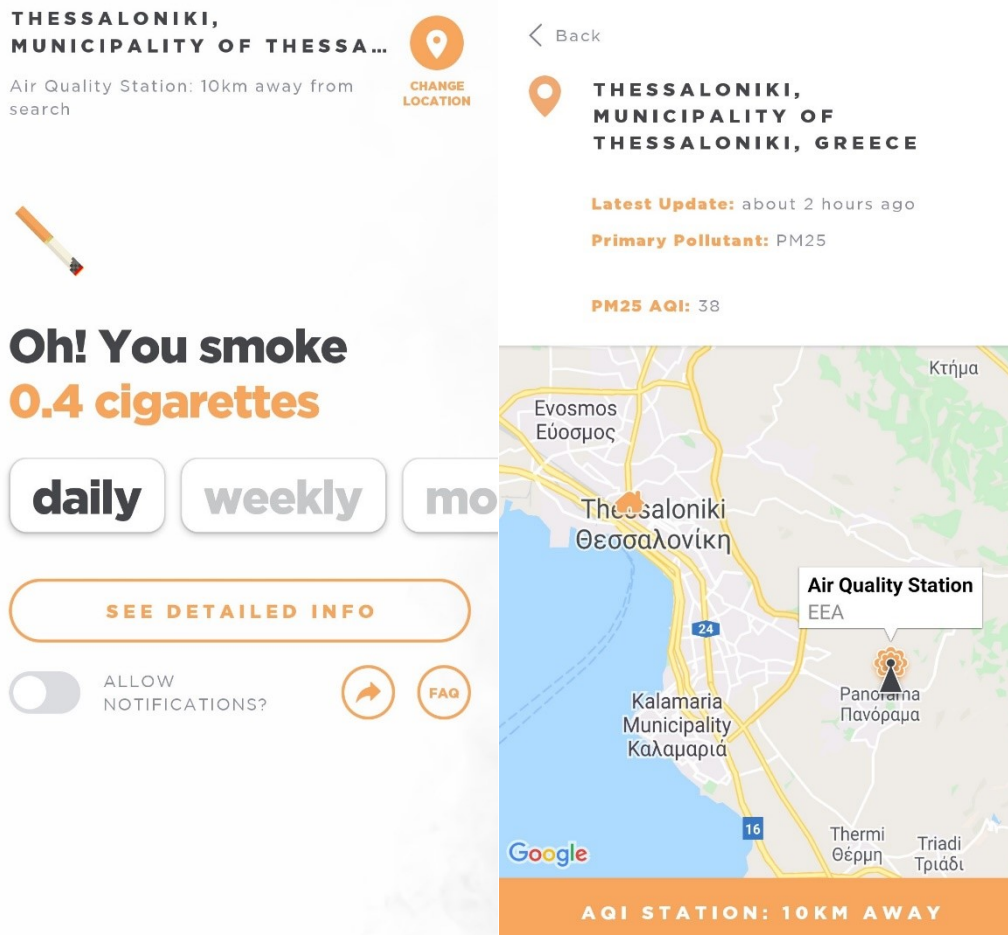 THESSALONIKI,
MUNICIPALITY OF THESSA...
Air Quality Station: 10km away from
search
CHANGE
LOCATION
Oh! You smoke
0.4 cigarettes
daily
weekly
mo
SEE DETAILED INFO
ALLOW
NOTIFICATIONS?
FAQ
Back
THESSALONIKI,
MUNICIPALITY OF
THESSALONIKI, GREECE
Latest Update: about 2 hours ago
Primary Pollutant: PM25
PM25 AQI: 38
Κτήμα
Evosmos
Εύοσμος
Thessaloniki
Θεσσαλονίκη
Air Quality Station
EEA
24
Panorama
Πανόραμα
Kalamaria
Municipality
Καλαμαριά
16
Thermi
Θέρμη
Triadi
Τριάδι
Google
AQI STATION: 10KM AWAY